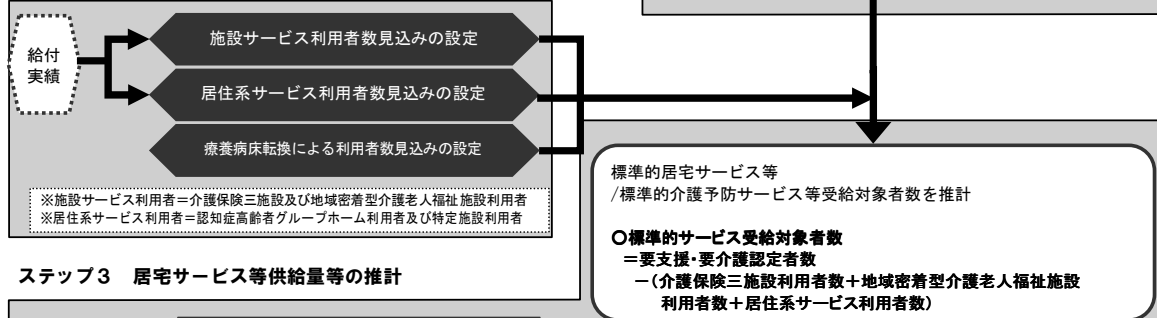 給付
実績
施設サービス利用者数見込みの設定
居住系サービス利用者数見込みの設定
療養病床転換による利用者数見込みの設定
※施設サービス利用者＝介護保険三施設及び地域密着型介護老人福祉施設利用者
※居住系サービス利用者＝認知症高齢者グループホーム利用者及び特定施設利用者
標準的居宅サービス等
/標準的介護予防サービス等受給対象者数を推計
○標準的サービス受給対象者数
＝要支援・要介護認定者数
－(介護保険三施設利用者数＋地域密着型介護老人福祉施設
利用者数＋居住系サービス利用者数)
ステップ３　居宅サービス等供給量等の推計